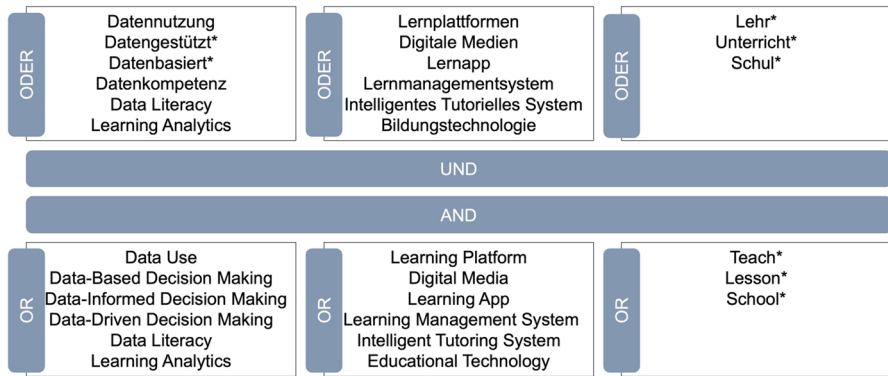 ODER
Datennutzung
Datengestützt*
Datenbasiert*
Datenkompetenz
Data Literacy
Learning Analytics
ODER
Lernplattformen
Digitale Medien
Lernapp
Lernmanagementsystem
Intelligentes Tutorielles System
Bildungstechnologie
ODER
Lehr*
Unterricht*
Schul*
UND
AND
OR
Data Use
Data-Based Decision Making
Data-Informed Decision Making
Data-Driven Decision Making
Data Literacy
Learning Analytics
OR
Learning Platform
Digital Media
Learning App
Learning Management System
Intelligent Tutoring System
Educational Technology
OR
Teach*
Lesson*
School*